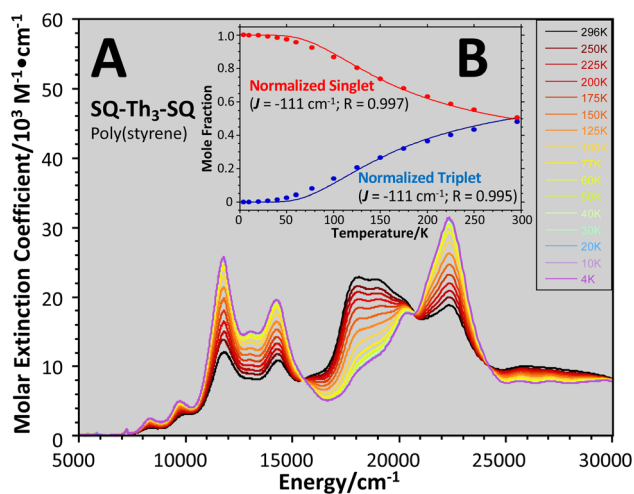 60
50
40
30
20
10
0
Molar Extinction Coefficient/10³ M⁻¹•cm⁻¹
5000 10000 15000 20000 25000 30000
Energy/cm⁻¹
A
SQ-Th₃-SQ
Poly(styrene)
B
1.0
0.8
0.6
0.4
0.2
0
Mole Fraction
Normalized Singlet
(J = -111 cm⁻¹; R = 0.997)
Normalized Triplet
(J = -111 cm⁻¹; R = 0.995)
0 50 100 150 200 250 300
Temperature/K
296K
250K
225K
200K
175K
150K
125K
100K
77K
60K
50K
40K
30K
20K
10K
4K